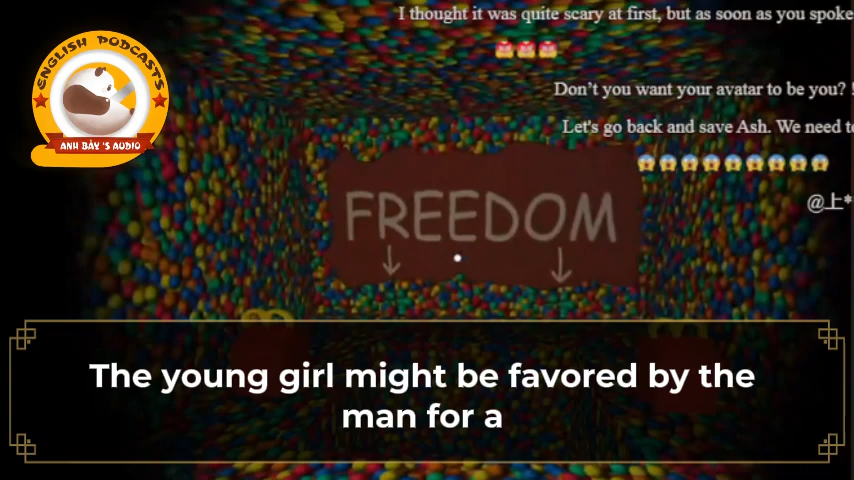 ENGLISH PODCASTS
ANH BẢY 'S AUDIO
I thought it was quite scary at first, but as soon as you spoke
Don't you want your avatar to be you?
Let's go back and save Ash. We need
@上*
FREEDOM
The young girl might be favored by the
man for a